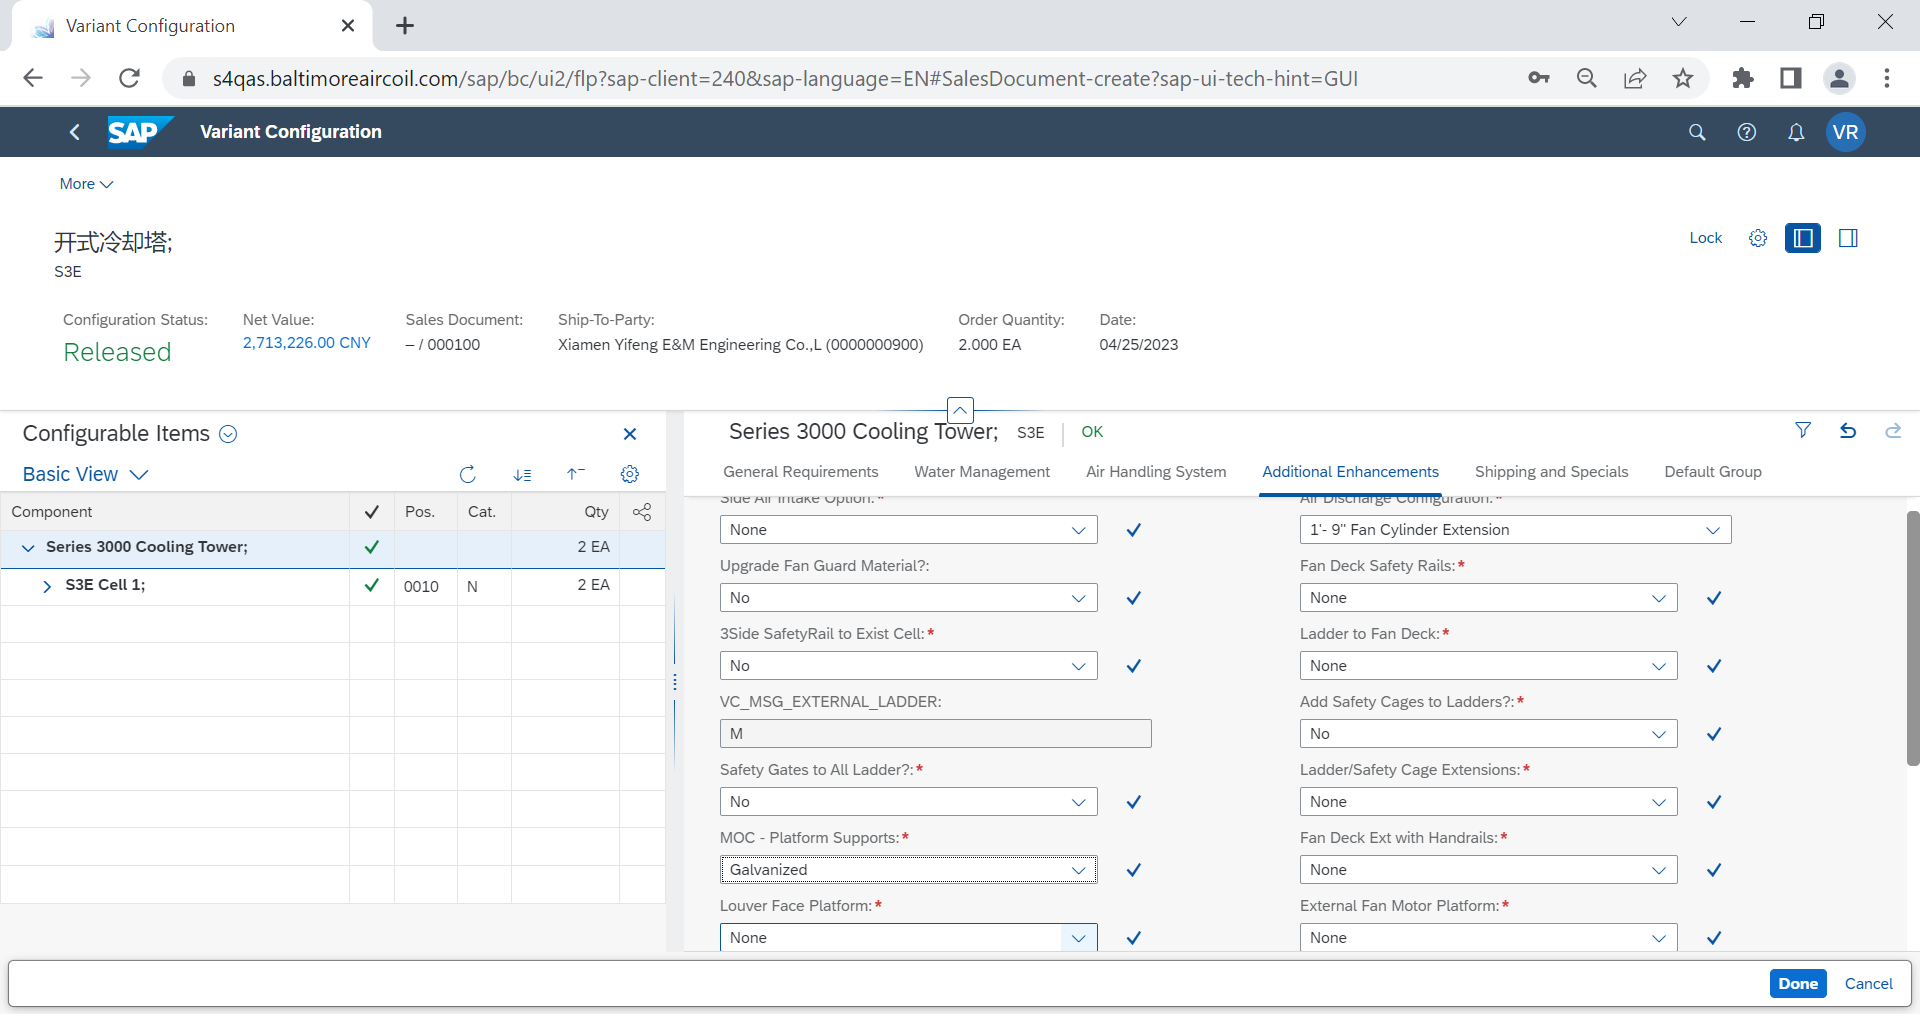 Variant Configuration
s4qas.baltimoreaircoil.com/sap/bc/ui2/flp?sap-client=240&sap-language=EN#SalesDocument-create?sap-ui-tech-hint=GUI
SAP
Variant Configuration
VR
More
开式冷却塔;
S3E
Lock
Configuration Status:
Released
Net Value:
2,713,226.00 CNY
Sales Document:
– / 000100
Ship-To-Party:
Xiamen Yifeng E&M Engineering Co.,L (0000000900)
Order Quantity:
2.000 EA
Date:
04/25/2023
Configurable Items
Basic View
Component Pos. Cat. Qty
Series 3000 Cooling Tower; 2 EA
S3E Cell 1; 0010 N 2 EA
Series 3000 Cooling Tower; S3E OK
General Requirements Water Management Air Handling System Additional Enhancements Shipping and Specials Default Group
Side Air Intake Option:* Air Discharge Configuration:*
None 1'- 9" Fan Cylinder Extension
Upgrade Fan Guard Material?: Fan Deck Safety Rails:*
No None
3Side SafetyRail to Exist Cell:* Ladder to Fan Deck:*
No None
VC_MSG_EXTERNAL_LADDER: Add Safety Cages to Ladders?:*
M No
Safety Gates to All Ladder?:* Ladder/Safety Cage Extensions:*
No None
MOC - Platform Supports:* Fan Deck Ext with Handrails:*
Galvanized None
Louver Face Platform:* External Fan Motor Platform:*
None None
Done Cancel